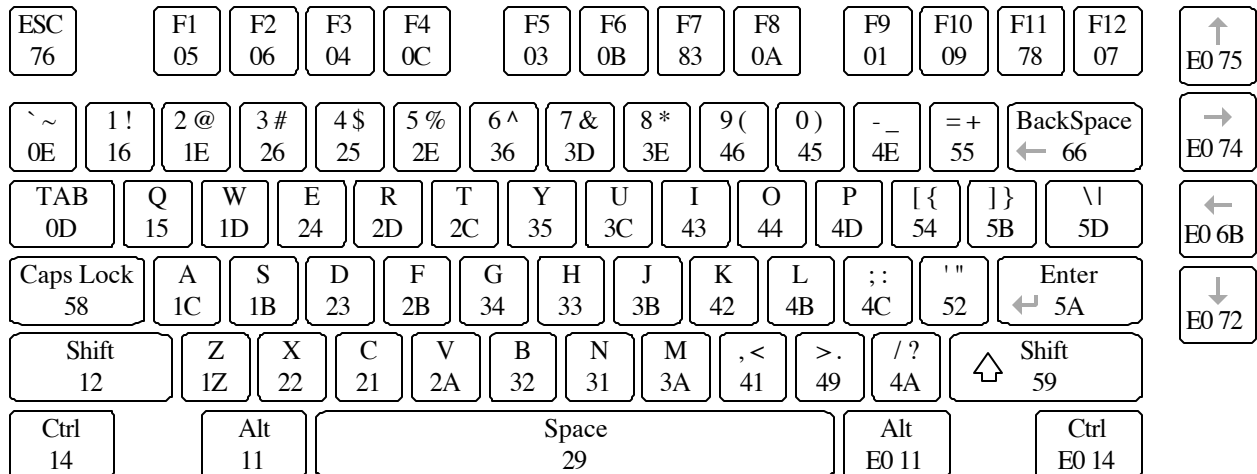 ESC F1 F2 F3 F4 F5 F6 F7 F8 F9 F10 F11 F12
76 05 06 04 0C 03 0B 83 0A 01 09 78 07 E0 75
` ~ 1 ! 2 @ 3 # 4 $ 5 % 6 ^ 7 & 8 * 9 ( 0 ) - _ = + BackSpace
0E 16 1E 26 25 2E 36 3D 3E 46 45 4E 55 66 E0 74
TAB Q W E R T Y U I O P [ { ] } \ |
0D 15 1D 24 2D 2C 35 3C 43 44 4D 54 5B 5D E0 6B
Caps Lock A S D F G H J K L ; : ' " Enter
58 1C 1B 23 2B 34 33 3B 42 4B 4C 52 5A E0 72
Shift Z X C V B N M , < > . / ? Shift
12 1Z 22 21 2A 32 31 3A 41 49 4A 59
Ctrl Alt Space Alt Ctrl
14 11 29 E0 11 E0 14